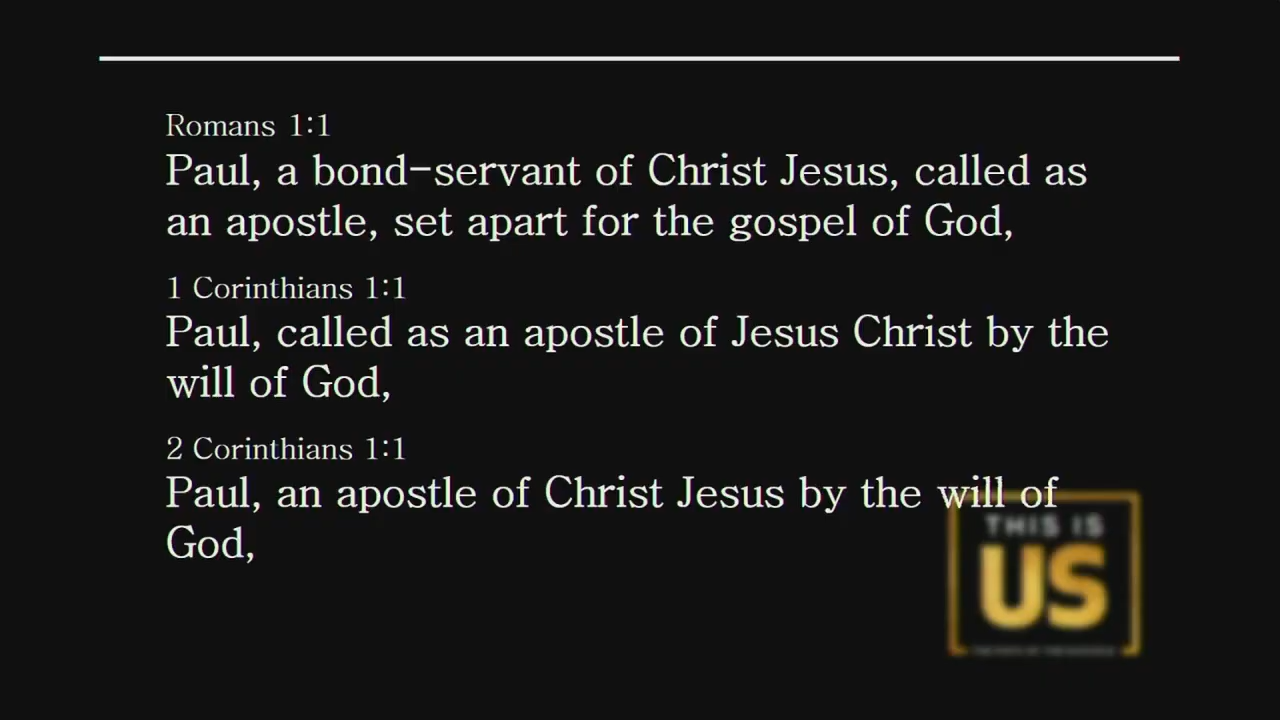 Romans 1:1
Paul, a bond-servant of Christ Jesus, called as
an apostle, set apart for the gospel of God,
1 Corinthians 1:1
Paul, called as an apostle of Jesus Christ by the
will of God,
2 Corinthians 1:1
Paul, an apostle of Christ Jesus by the will of
God,
THIS IS
US